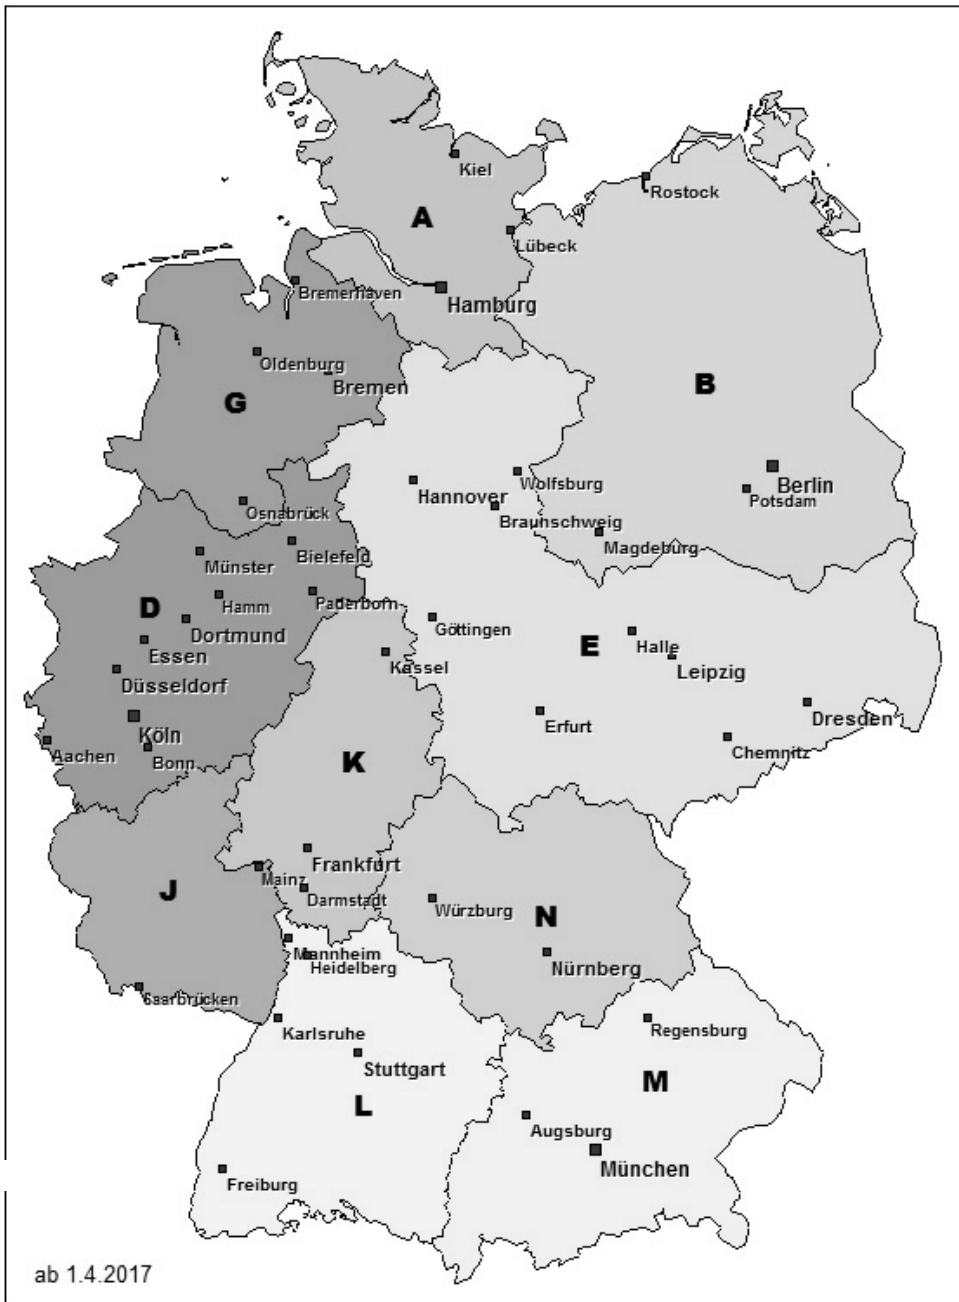 Kiel
Rostock
A
Lübeck
Bremerhaven
Hamburg
Oldenburg
B
Bremen
G
Wolfsburg
Berlin
Hannover
Potsdam
Osnabrück
Braunschweig
Magdeburg
Bielefeld
Münster
Hamm
Paderborn
D
Göttingen
Dortmund
Halle
E
Essen
Kassel
Leipzig
Düsseldorf
Dresden
Erfurt
Köln
Chemnitz
Aachen
Bonn
K
Frankfurt
Mainz
J
Darmstadt
Würzburg
N
Mannheim
Heidelberg
Nürnberg
Saarbrücken
Karlsruhe
Regensburg
Stuttgart
M
L
Augsburg
München
Freiburg
ab 1.4.2017